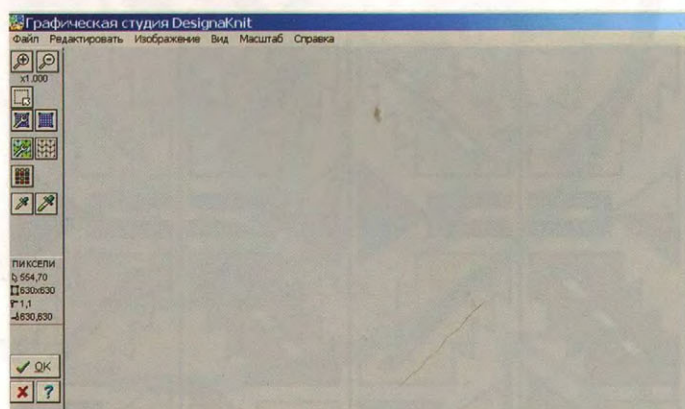 Графическая студия DesignaKnit
Файл Редактировать Изображение Вид Масштаб Справка
x1.000
ПИКСЕЛИ
554,70
630x630
1,1
630,630
OK
?